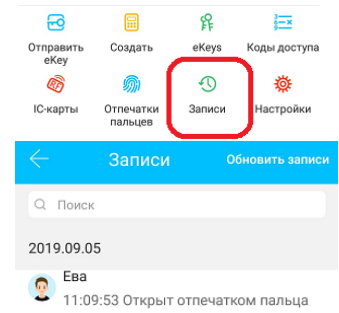 Отправить
eKey
Создать
eKeys
Коды доступа
RF
IC-карты
Отпечатки
пальцев
Записи
Настройки
Записи
Обновить записи
Поиск
2019.09.05
Ева
11:09:53 Открыт отпечатком пальца